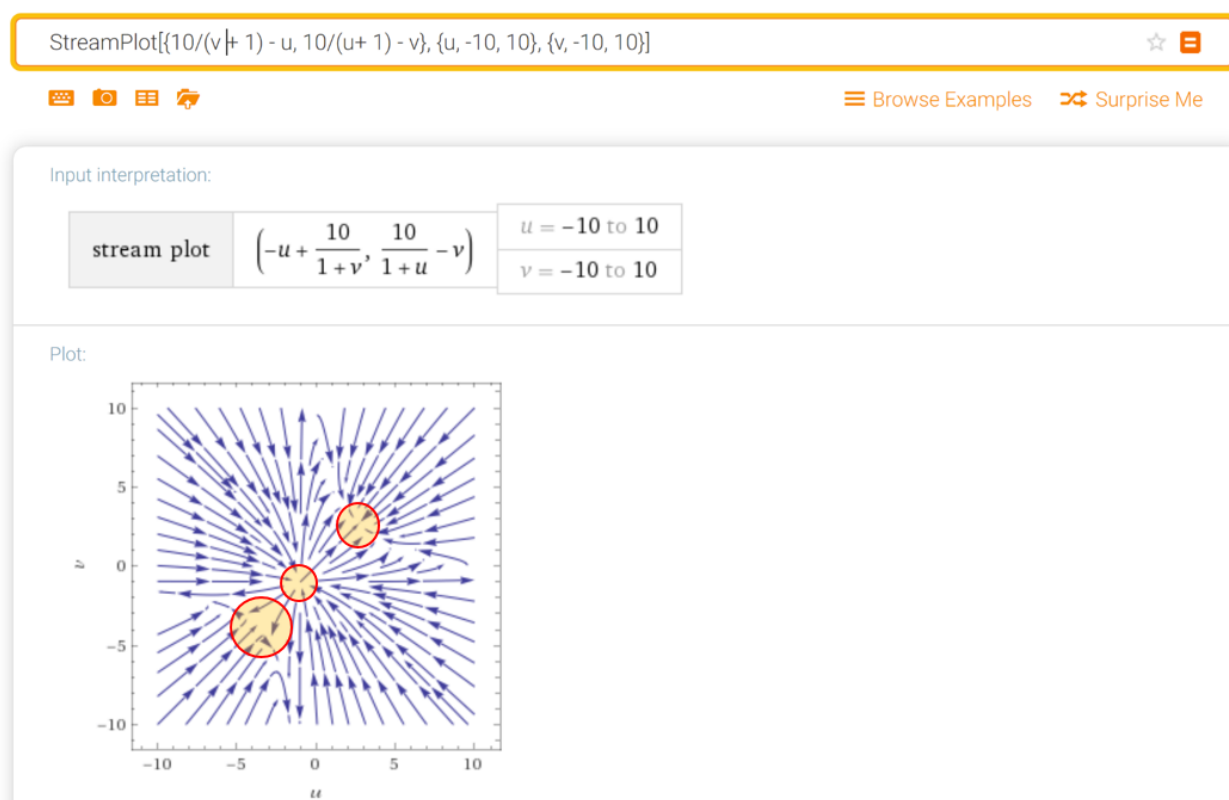 StreamPlot[{10/(v+ 1) - u, 10/(u+ 1) - v}, {u, -10, 10}, {v, -10, 10}]
Browse Examples Surprise Me
Input interpretation:
stream plot (-u + 10/(1 + v), 10/(1 + u) - v) u = -10 to 10
v = -10 to 10
Plot:
10
5
0
-5
-10
v
-10 -5 0 5 10
u